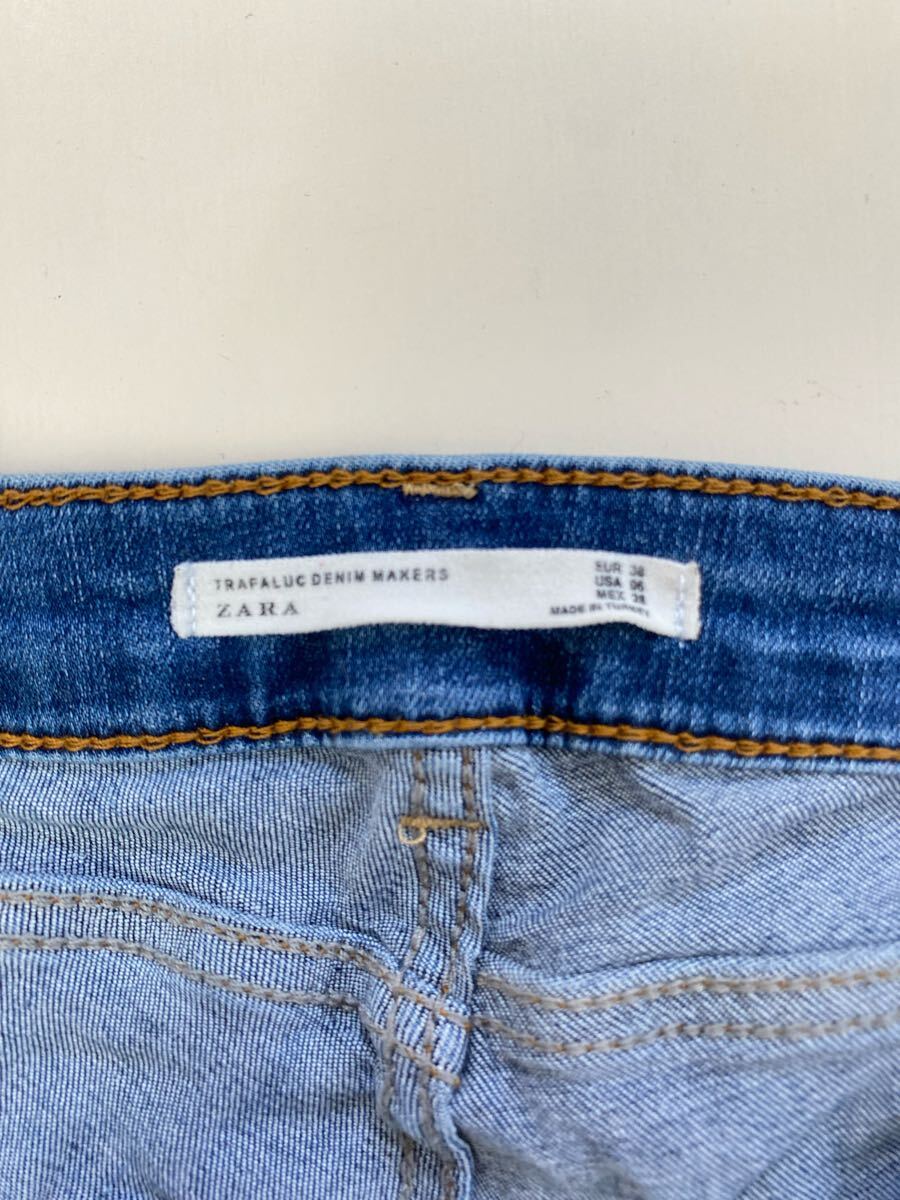 TRAFALUC DENIM MAKERS
ZARA
EUR 38
USA 06
MEX 28
MADE IN TURKEY